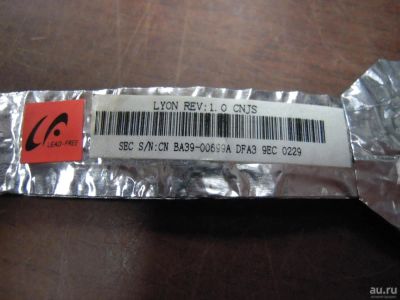 LYON REV:1.0 CNJS
SEC S/N:CN BA39-00699A DFA3 9EC 0229
LEAD-FREE
au.ru